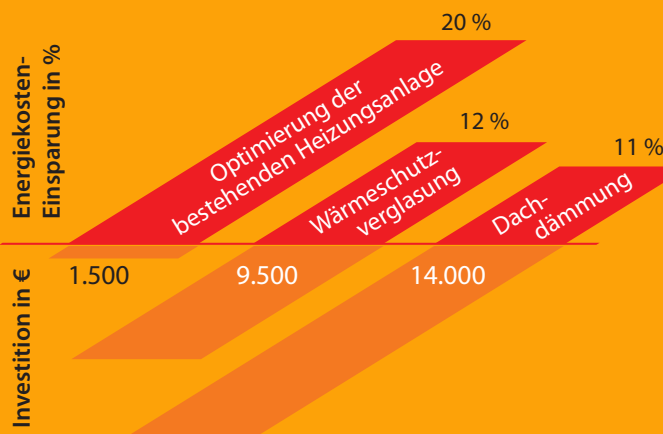 Energiekosten-
Einsparung in %
20 %
Optimierung der
bestehenden Heizungsanlage
12 %
Wärmeschutz-
verglasung
11 %
Dach-
dämmung
Investition in €
1.500
9.500
14.000